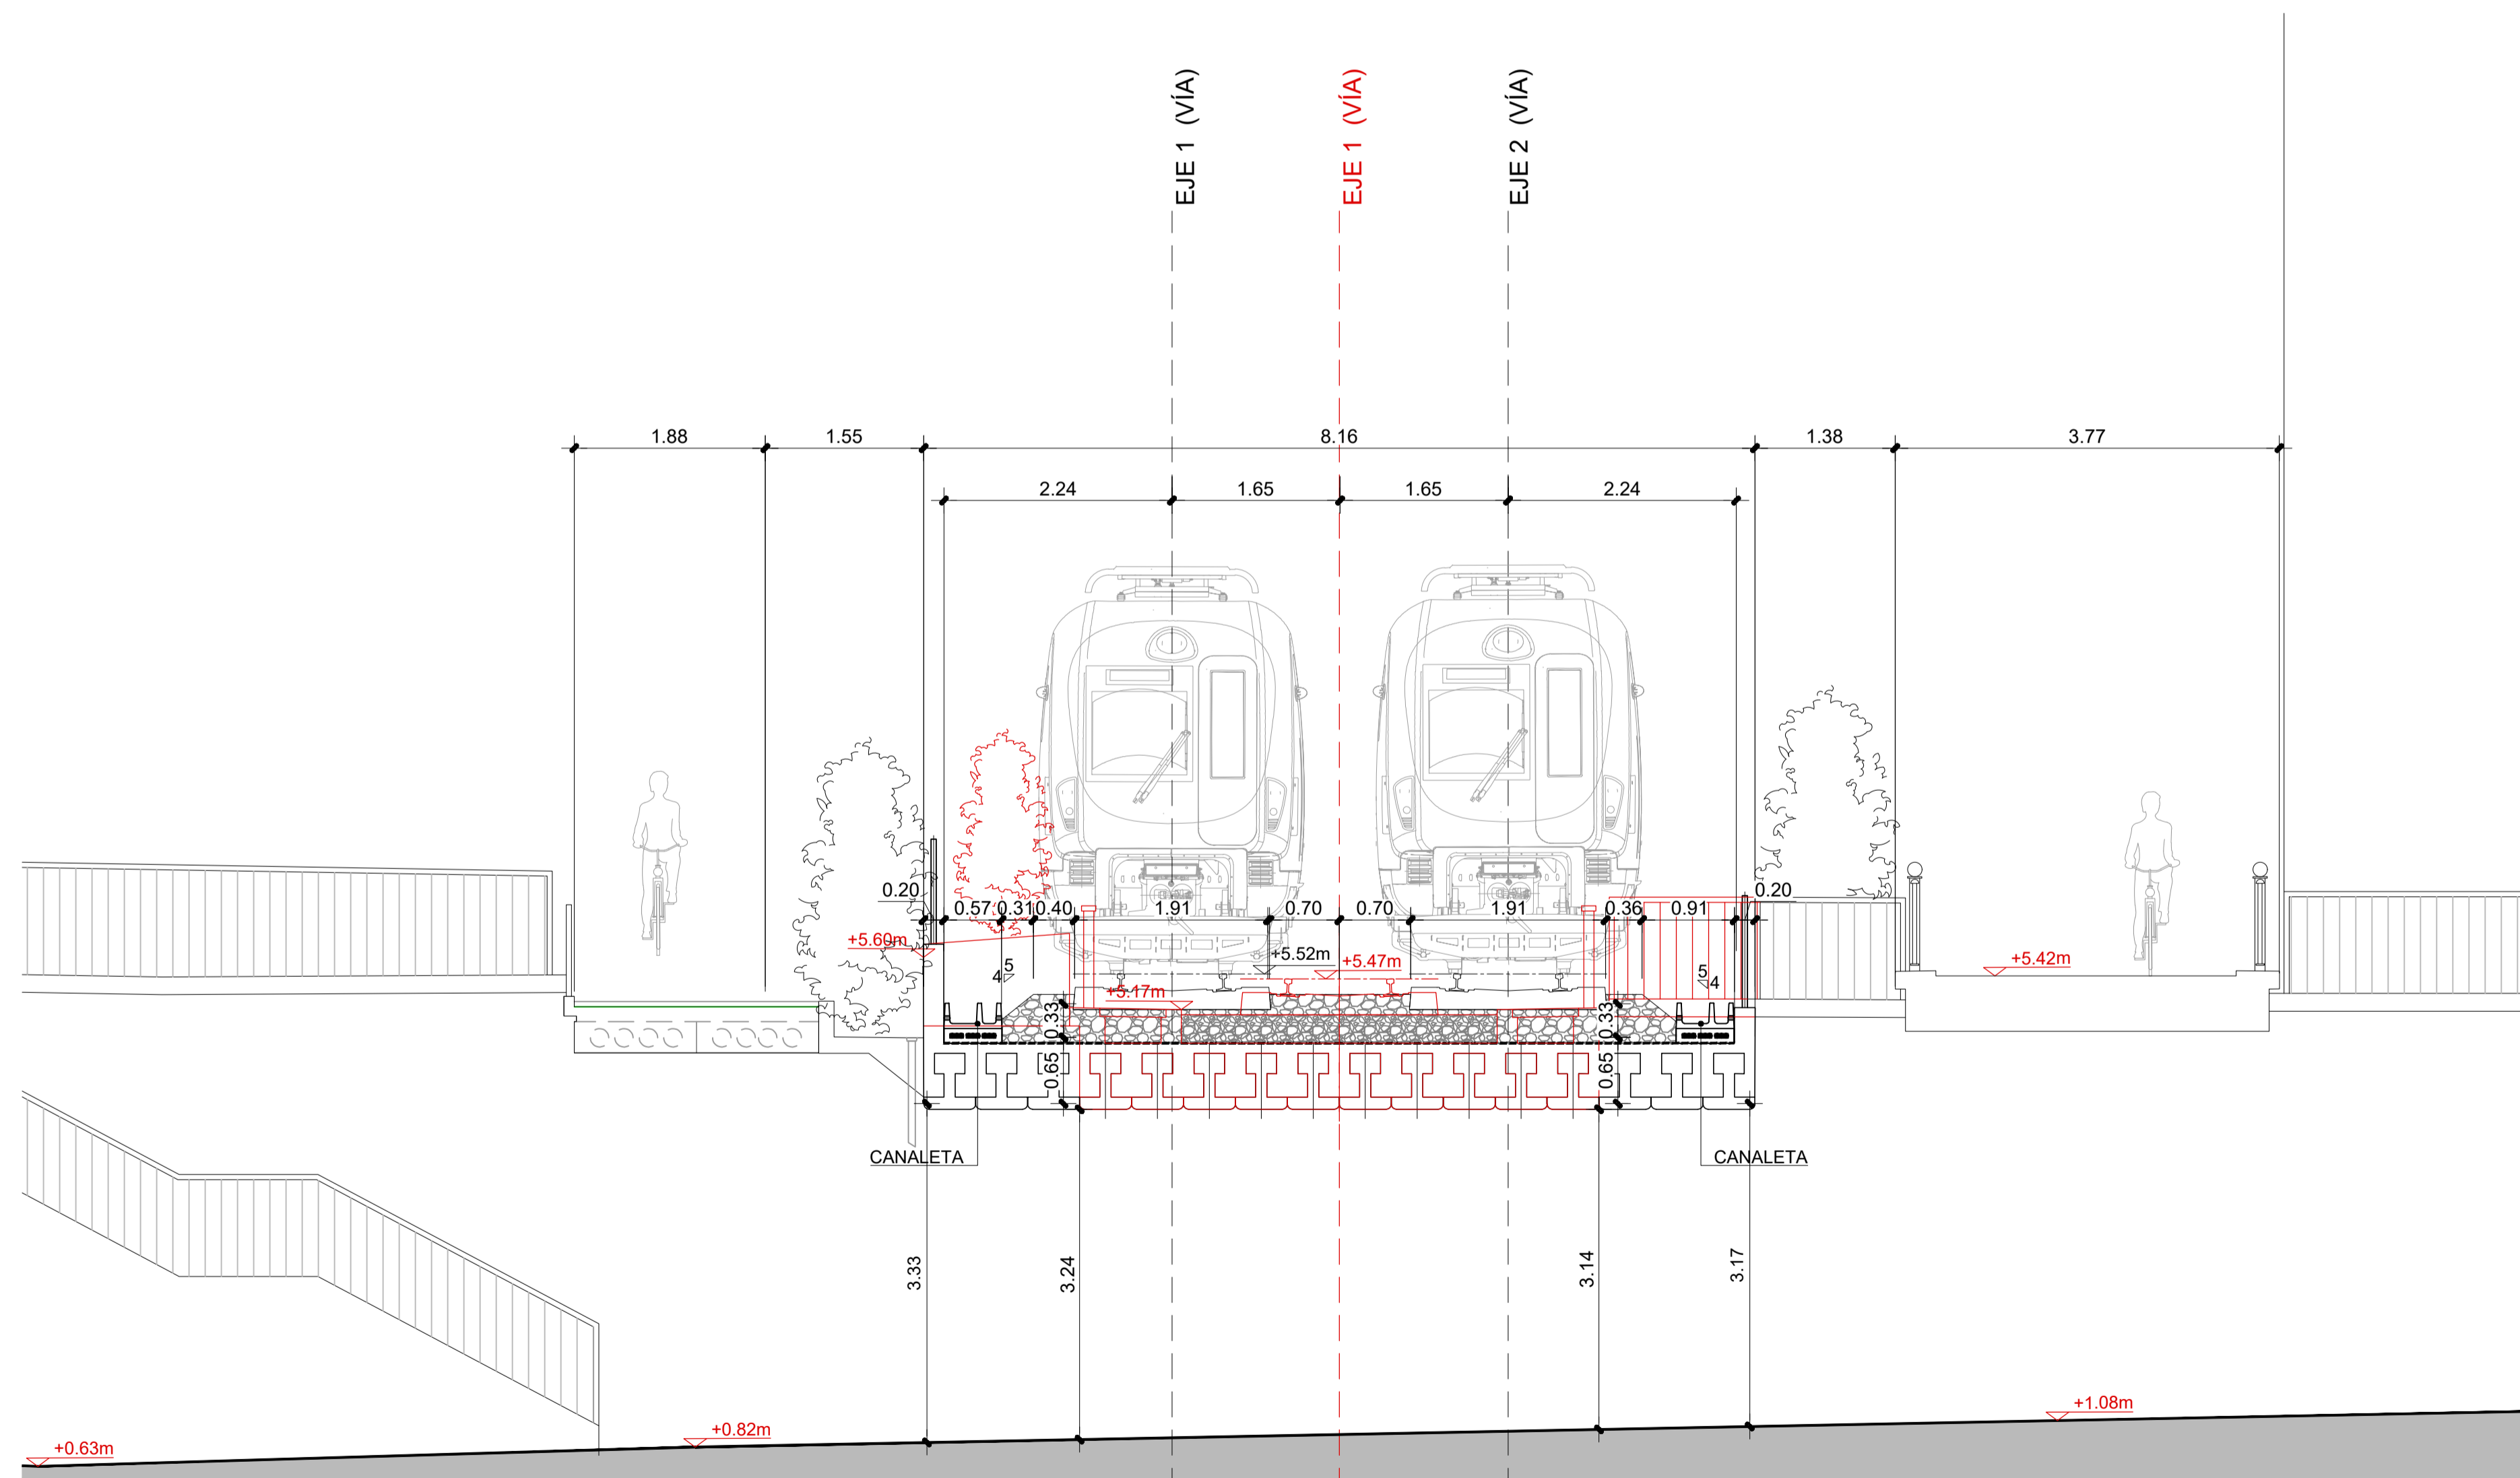 EJE 1 (VÍA)
EJE 1 (VÍA)
EJE 2 (VÍA)
1.88
1.55
8.16
1.38
3.77
2.24
1.65
1.65
2.24
0.20
0.57
0.31
0.40
1.91
0.70
0.70
1.91
0.36
0.91
0.20
+5.60m
+5.52m
+5.47m
+5.42m
5
4
5
4
+5.17m
0.33
0.33
0.65
0.65
CANALETA
CANALETA
3.33
3.24
3.14
3.17
+0.63m
+0.82m
+1.08m